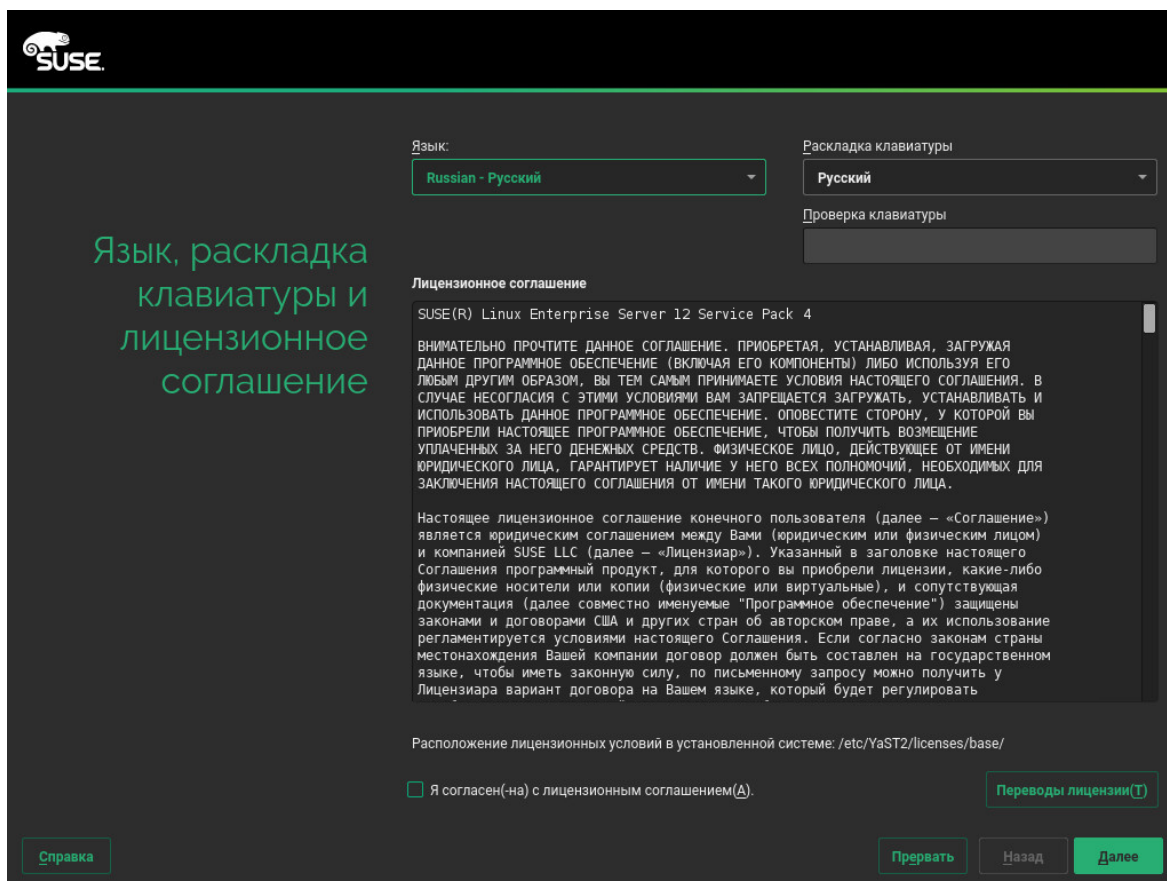 SUSE.
Язык:
Russian - Русский
Раскладка клавиатуры
Русский
Проверка клавиатуры
Язык, раскладка
клавиатуры и
лицензионное
соглашение
Лицензионное соглашение
SUSE(R) Linux Enterprise Server 12 Service Pack 4
ВНИМАТЕЛЬНО ПРОЧТИТЕ ДАННОЕ СОГЛАШЕНИЕ. ПРИОБРЕТАЯ, УСТАНАВЛИВАЯ, ЗАГРУЖАЯ
ДАННОЕ ПРОГРАММНОЕ ОБЕСПЕЧЕНИЕ (ВКЛЮЧАЯ ЕГО КОМПОНЕНТЫ) ЛИБО ИСПОЛЬЗУЯ ЕГО
ЛЮБЫМ ДРУГИМ ОБРАЗОМ, ВЫ ТЕМ САМЫМ ПРИНИМАЕТЕ УСЛОВИЯ НАСТОЯЩЕГО СОГЛАШЕНИЯ. В
СЛУЧАЕ НЕСОГЛАСИЯ С ЭТИМИ УСЛОВИЯМИ ВАМ ЗАПРЕЩАЕТСЯ ЗАГРУЖАТЬ, УСТАНАВЛИВАТЬ И
ИСПОЛЬЗОВАТЬ ДАННОЕ ПРОГРАММНОЕ ОБЕСПЕЧЕНИЕ. ОПОВЕСТИТЕ СТОРОНУ, У КОТОРОЙ ВЫ
ПРИОБРЕЛИ НАСТОЯЩЕЕ ПРОГРАММНОЕ ОБЕСПЕЧЕНИЕ, ЧТОБЫ ПОЛУЧИТЬ ВОЗМЕЩЕНИЕ
УПЛАЧЕННЫХ ЗА НЕГО ДЕНЕЖНЫХ СРЕДСТВ. ФИЗИЧЕСКОЕ ЛИЦО, ДЕЙСТВУЮЩЕЕ ОТ ИМЕНИ
ЮРИДИЧЕСКОГО ЛИЦА, ГАРАНТИРУЕТ НАЛИЧИЕ У НЕГО ВСЕХ ПОЛНОМОЧИЙ, НЕОБХОДИМЫХ ДЛЯ
ЗАКЛЮЧЕНИЯ НАСТОЯЩЕГО СОГЛАШЕНИЯ ОТ ИМЕНИ ТАКОГО ЮРИДИЧЕСКОГО ЛИЦА.
Настоящее лицензионное соглашение конечного пользователя (далее — «Соглашение»)
является юридическим соглашением между Вами (юридическим или физическим лицом)
и компанией SUSE LLC (далее — «Лицензиар»). Указанный в заголовке настоящего
Соглашения программный продукт, для которого вы приобрели лицензии, какие-либо
физические носители или копии (физические или виртуальные), и сопутствующая
документация (далее совместно именуемые "Программное обеспечение") защищены
законами и договорами США и других стран об авторском праве, а их использование
регламентируется условиями настоящего Соглашения. Если согласно законам страны
местонахождения Вашей компании договор должен быть составлен на государственном
языке, чтобы иметь законную силу, по письменному запросу можно получить у
Лицензиара вариант договора на Вашем языке, который будет регулировать
Расположение лицензионных условий в установленной системе: /etc/YaST2/licenses/base/
Я согласен(-на) с лицензионным соглашением(A).
Переводы лицензии(T)
Справка
Прервать
Назад
Далее